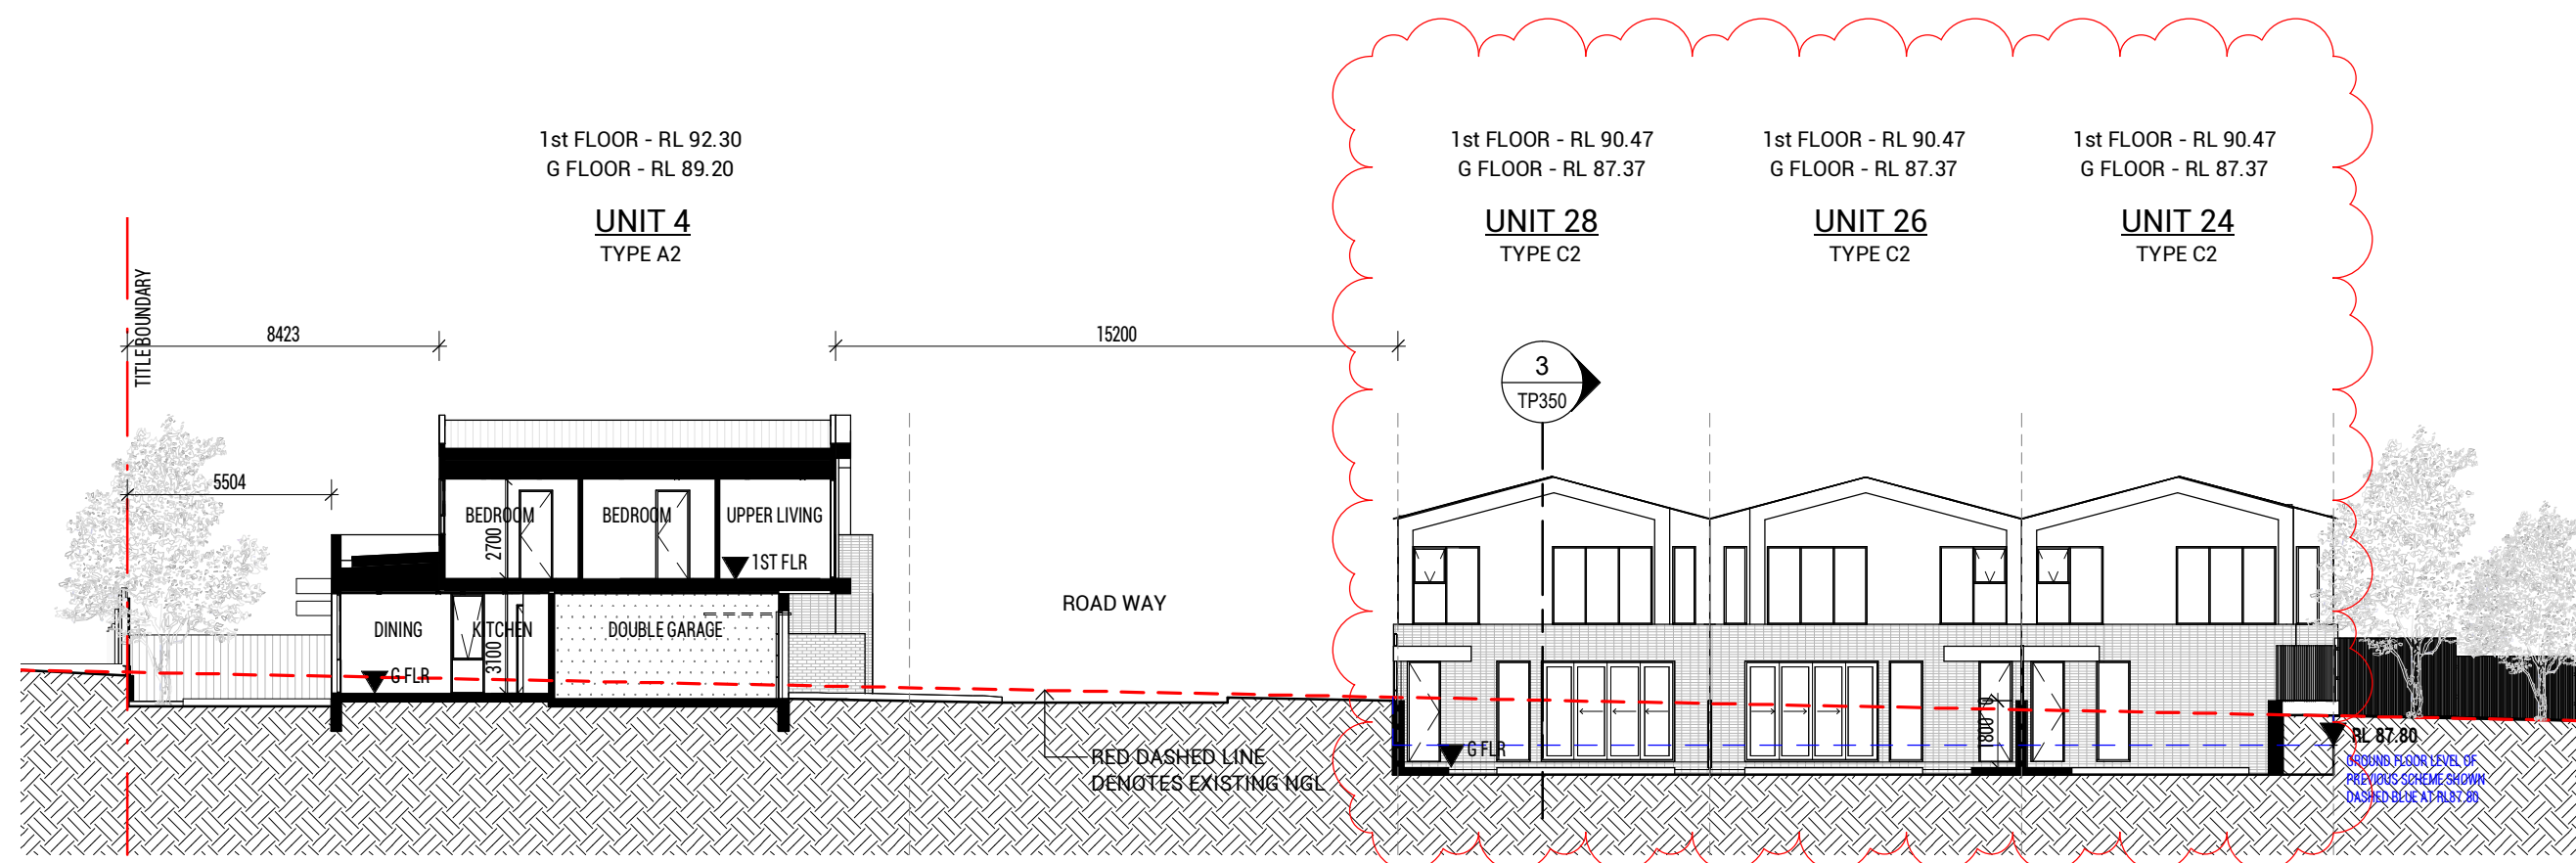 1st FLOOR - RL 92.30
G FLOOR - RL 89.20
UNIT 4
TYPE A2
1st FLOOR - RL 90.47
G FLOOR - RL 87.37
UNIT 28
TYPE C2
1st FLOOR - RL 90.47
G FLOOR - RL 87.37
UNIT 26
TYPE C2
1st FLOOR - RL 90.47
G FLOOR - RL 87.37
UNIT 24
TYPE C2
TITLE BOUNDARY
8423
15200
3
TP350
5504
BEDROOM
BEDROOM
UPPER LIVING
2700
1ST FLR
ROAD WAY
DINING
KITCHEN
DOUBLE GARAGE
3100
G FLR
RED DASHED LINE
DENOTES EXISTING NGL
G FLR
1800
RL 87.80
GROUND FLOOR LEVEL OF
PREVIOUS SCHEME SHOWN
DASHED BLUE AT RL87.80